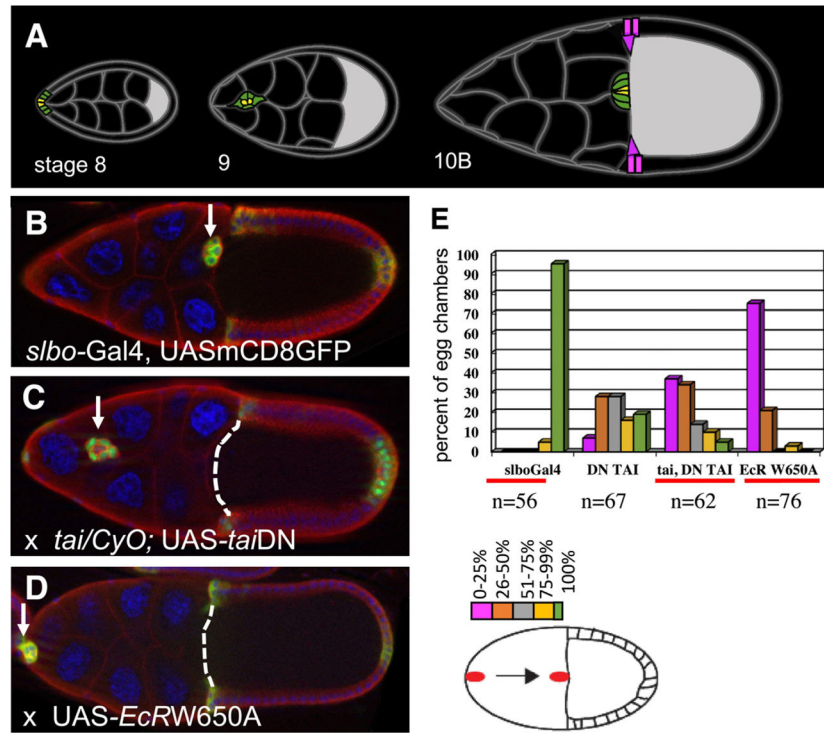 A
stage 8
9
10B
B
slbo-Gal4, UASmCD8GFP
C
x tai/CyO; UAS-taiDN
D
x UAS-EcRW650A
E
percent of egg chambers
100
90
80
70
60
50
40
30
20
10
0
slboGal4 DN TAI tai, DN TAI EcR W650A
n=56 n=67 n=62 n=76
0-25%
26-50%
51-75%
75-99%
100%